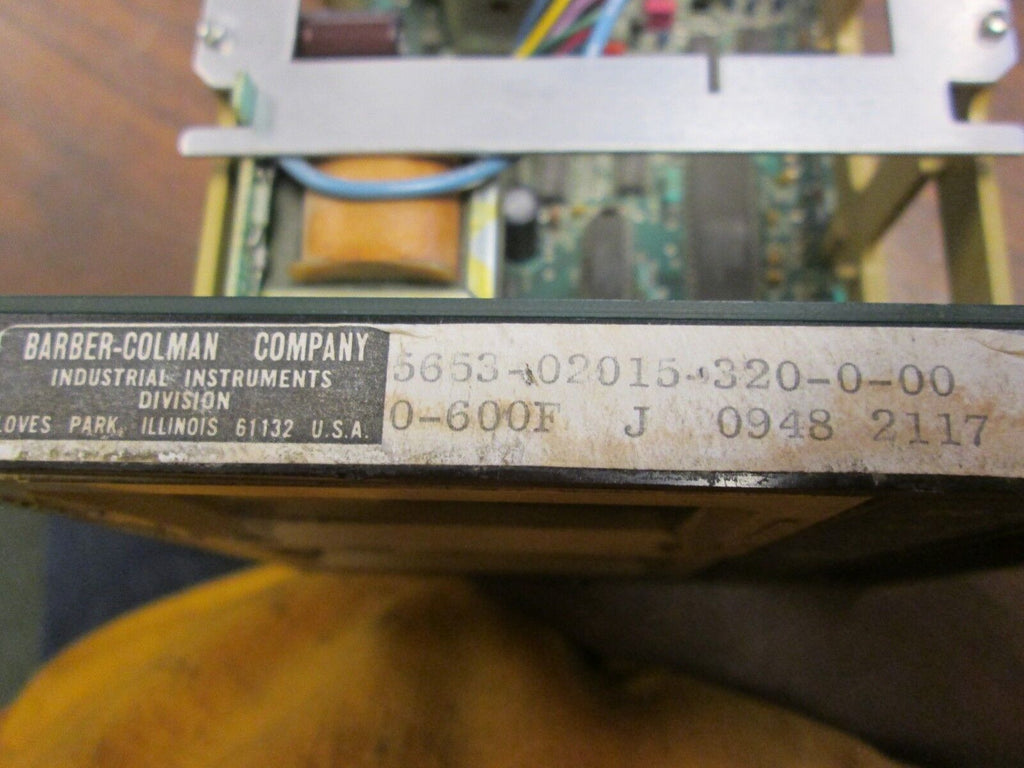 BARBER-COLMAN COMPANY
INDUSTRIAL INSTRUMENTS
DIVISION
LOVES PARK, ILLINOIS 61132 U.S.A.
5653-02015-320-0-00
0-600F J 0948 2117